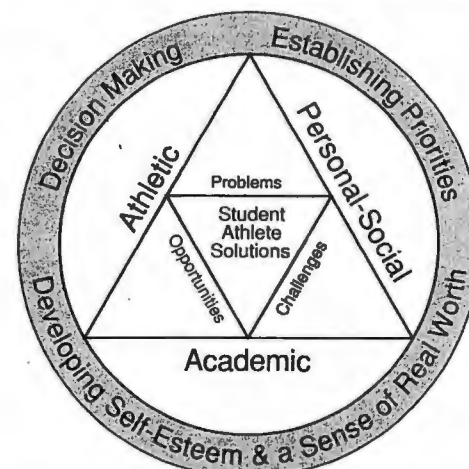 Decision Making
Establishing Priorities
Athletic
Personal-Social
Problems
Student
Athlete
Solutions
Opportunities
Challenges
Academic
Developing Self-Esteem & a Sense of Real Worth